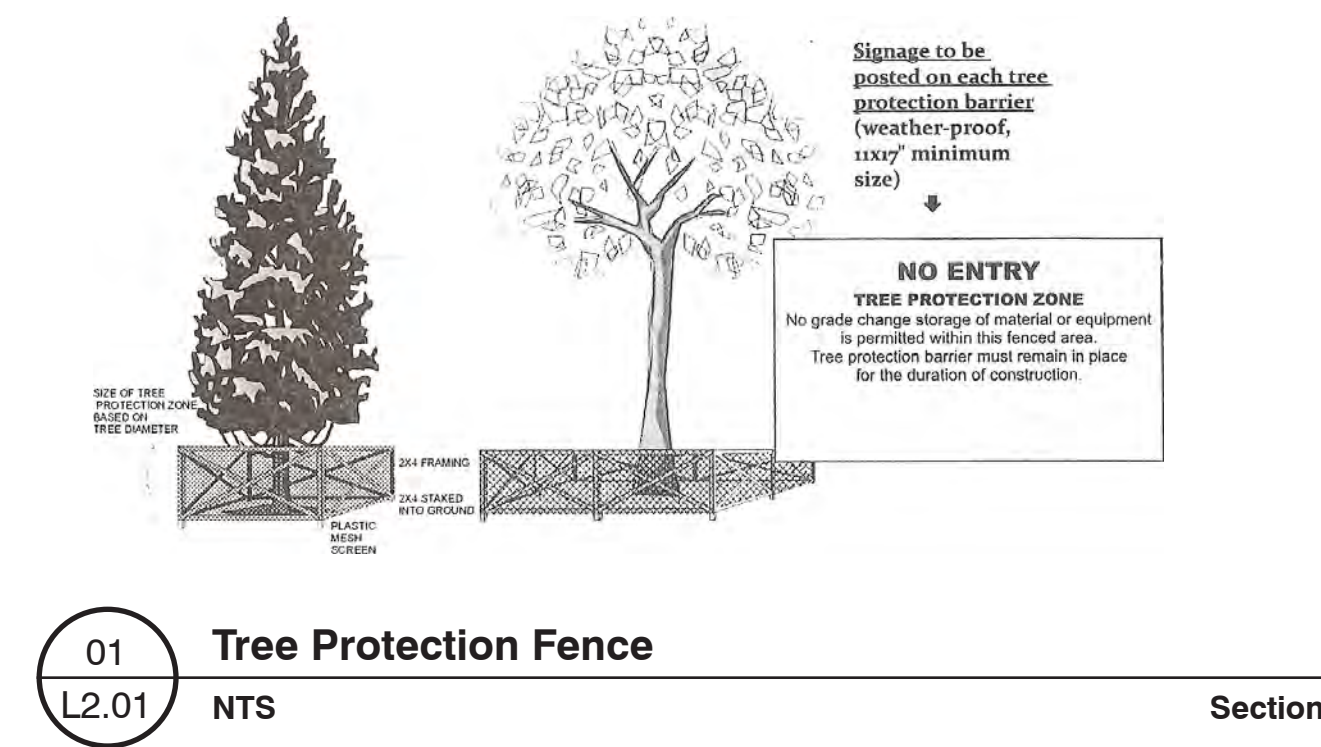 Signage to be
posted on each tree
protection barrier
(weather-proof,
11x17" minimum
size)
NO ENTRY
TREE PROTECTION ZONE
No grade change storage of material or equipment
is permitted within this fenced area.
Tree protection barrier must remain in place
for the duration of construction.
SIZE OF TREE
PROTECTION ZONE
BASED ON
TREE DIAMETER
2X4 FRAMING
2X4 STAKED
INTO GROUND
PLASTIC
MESH
SCREEN
01
L2.01
Tree Protection Fence
NTS
Section